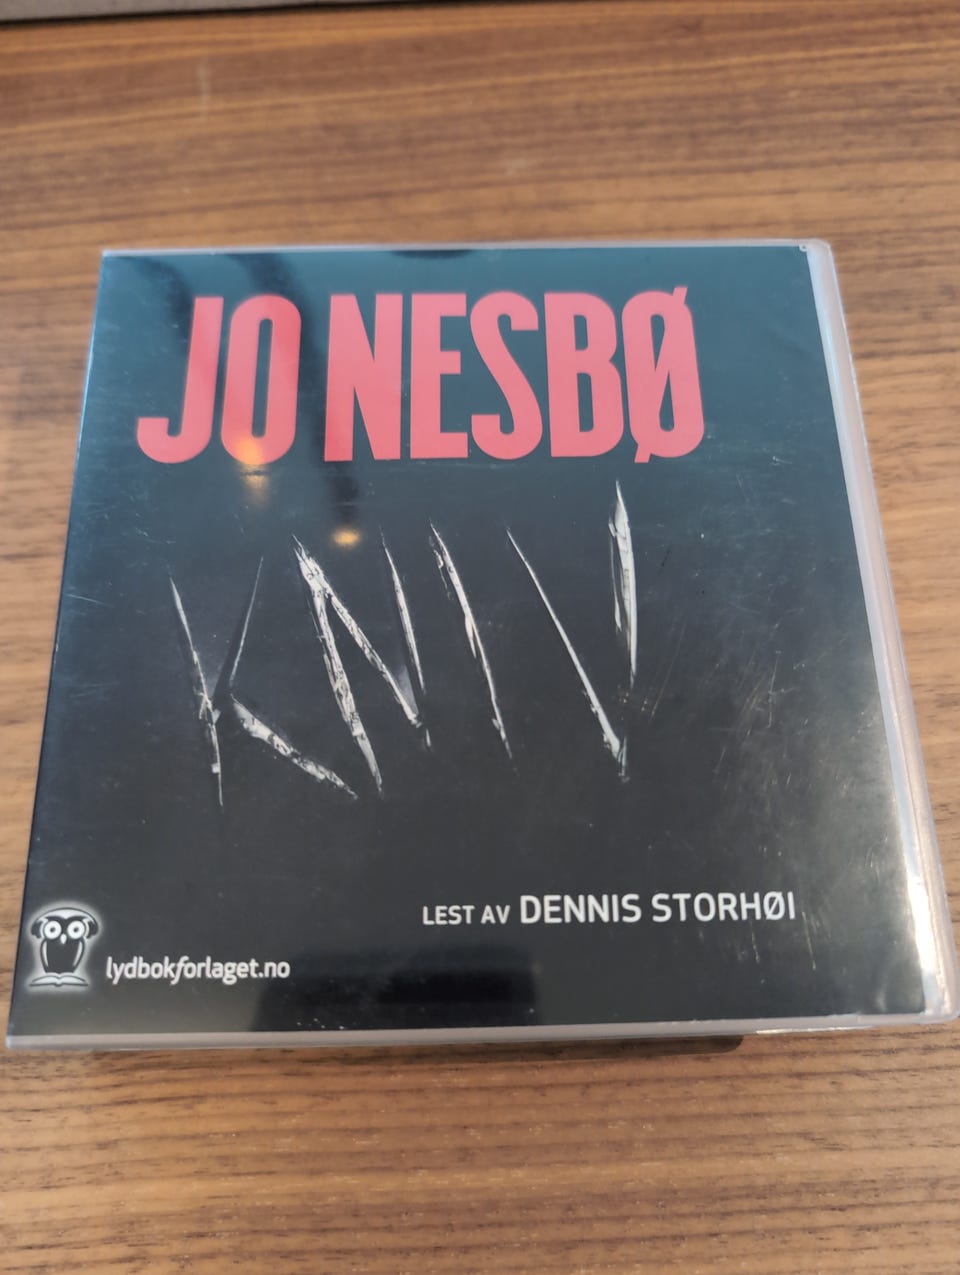 JO NESBØ
KNIV
LEST AV DENNIS STORHØI
lydbokforlaget.no